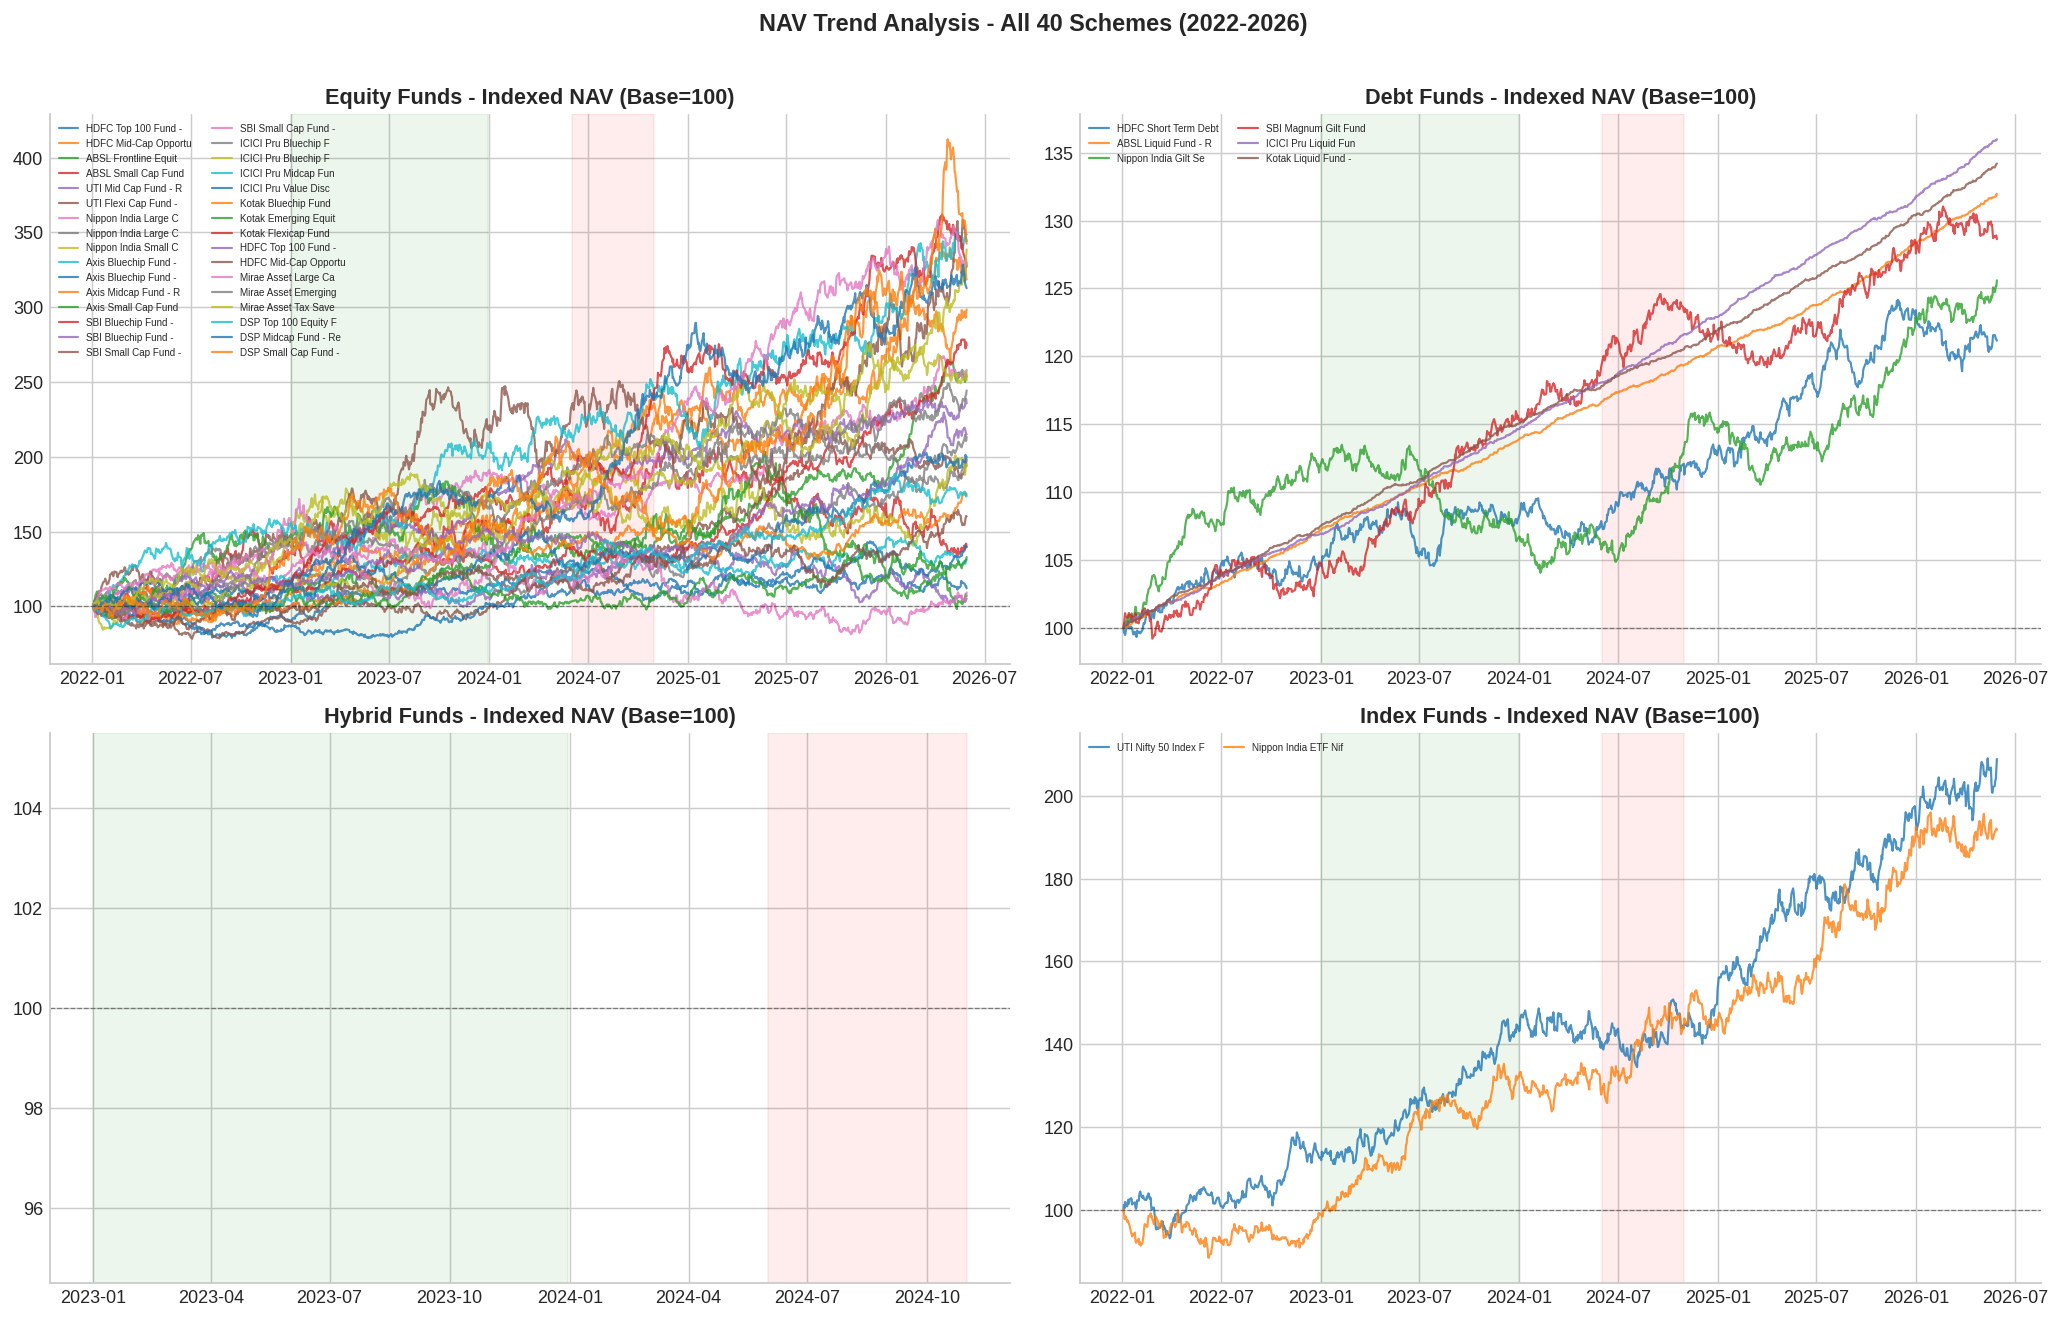 NAV Trend Analysis - All 40 Schemes (2022-2026)
Equity Funds - Indexed NAV (Base=100)
HDFC Top 100 Fund -
HDFC Mid-Cap Opportu
ABSL Frontline Equit
ABSL Small Cap Fund
UTI Mid Cap Fund - R
UTI Flexi Cap Fund -
Nippon India Large C
Nippon India Large C
Nippon India Small C
Axis Bluechip Fund -
Axis Bluechip Fund -
Axis Midcap Fund - R
Axis Small Cap Fund
SBI Bluechip Fund -
SBI Bluechip Fund -
SBI Small Cap Fund -
SBI Small Cap Fund -
ICICI Pru Bluechip F
ICICI Pru Bluechip F
ICICI Pru Midcap Fun
ICICI Pru Value Disc
Kotak Bluechip Fund
Kotak Emerging Equit
Kotak Flexicap Fund
HDFC Top 100 Fund -
HDFC Mid-Cap Opportu
Mirae Asset Large Ca
Mirae Asset Emerging
Mirae Asset Tax Save
DSP Top 100 Equity F
DSP Midcap Fund - Re
DSP Small Cap Fund -
400
350
300
250
200
150
100
2022-01 2022-07 2023-01 2023-07 2024-01 2024-07 2025-01 2025-07 2026-01 2026-07
Debt Funds - Indexed NAV (Base=100)
HDFC Short Term Debt
ABSL Liquid Fund - R
Nippon India Gilt Se
SBI Magnum Gilt Fund
ICICI Pru Liquid Fun
Kotak Liquid Fund -
135
130
125
120
115
110
105
100
2022-01 2022-07 2023-01 2023-07 2024-01 2024-07 2025-01 2025-07 2026-01 2026-07
Hybrid Funds - Indexed NAV (Base=100)
104
102
100
98
96
2023-01 2023-04 2023-07 2023-10 2024-01 2024-04 2024-07 2024-10
Index Funds - Indexed NAV (Base=100)
UTI Nifty 50 Index F
Nippon India ETF Nif
200
180
160
140
120
100
2022-01 2022-07 2023-01 2023-07 2024-01 2024-07 2025-01 2025-07 2026-01 2026-07